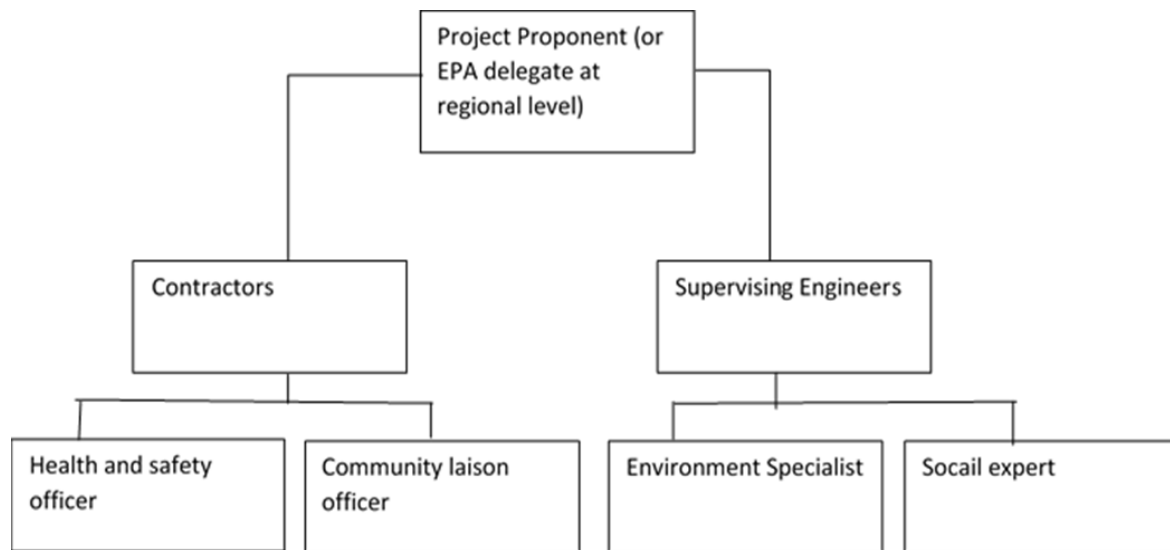 Project Proponent (or
EPA delegate at
regional level)
Contractors
Supervising Engineers
Health and safety
officer
Community liaison
officer
Environment Specialist
Socail expert